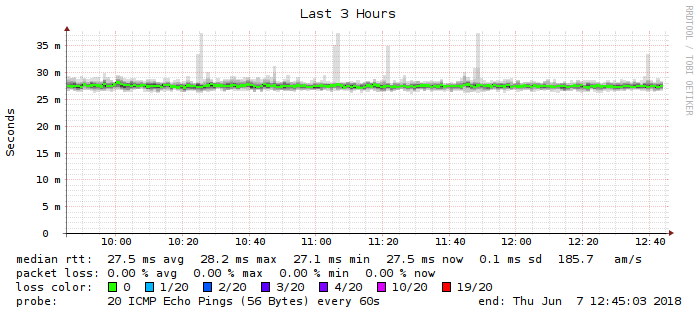 Last 3 Hours
RRDTOOL / TOBI OETIKER
Seconds
35 m
30 m
25 m
20 m
15 m
10 m
5 m
0
10:00 10:20 10:40 11:00 11:20 11:40 12:00 12:20 12:40
median rtt: 27.5 ms avg 28.2 ms max 27.1 ms min 27.5 ms now 0.1 ms sd 185.7 am/s
packet loss: 0.00 % avg 0.00 % max 0.00 % min 0.00 % now
loss color: 0 1/20 2/20 3/20 4/20 10/20 19/20
probe: 20 ICMP Echo Pings (56 Bytes) every 60s end: Thu Jun 7 12:45:03 2018